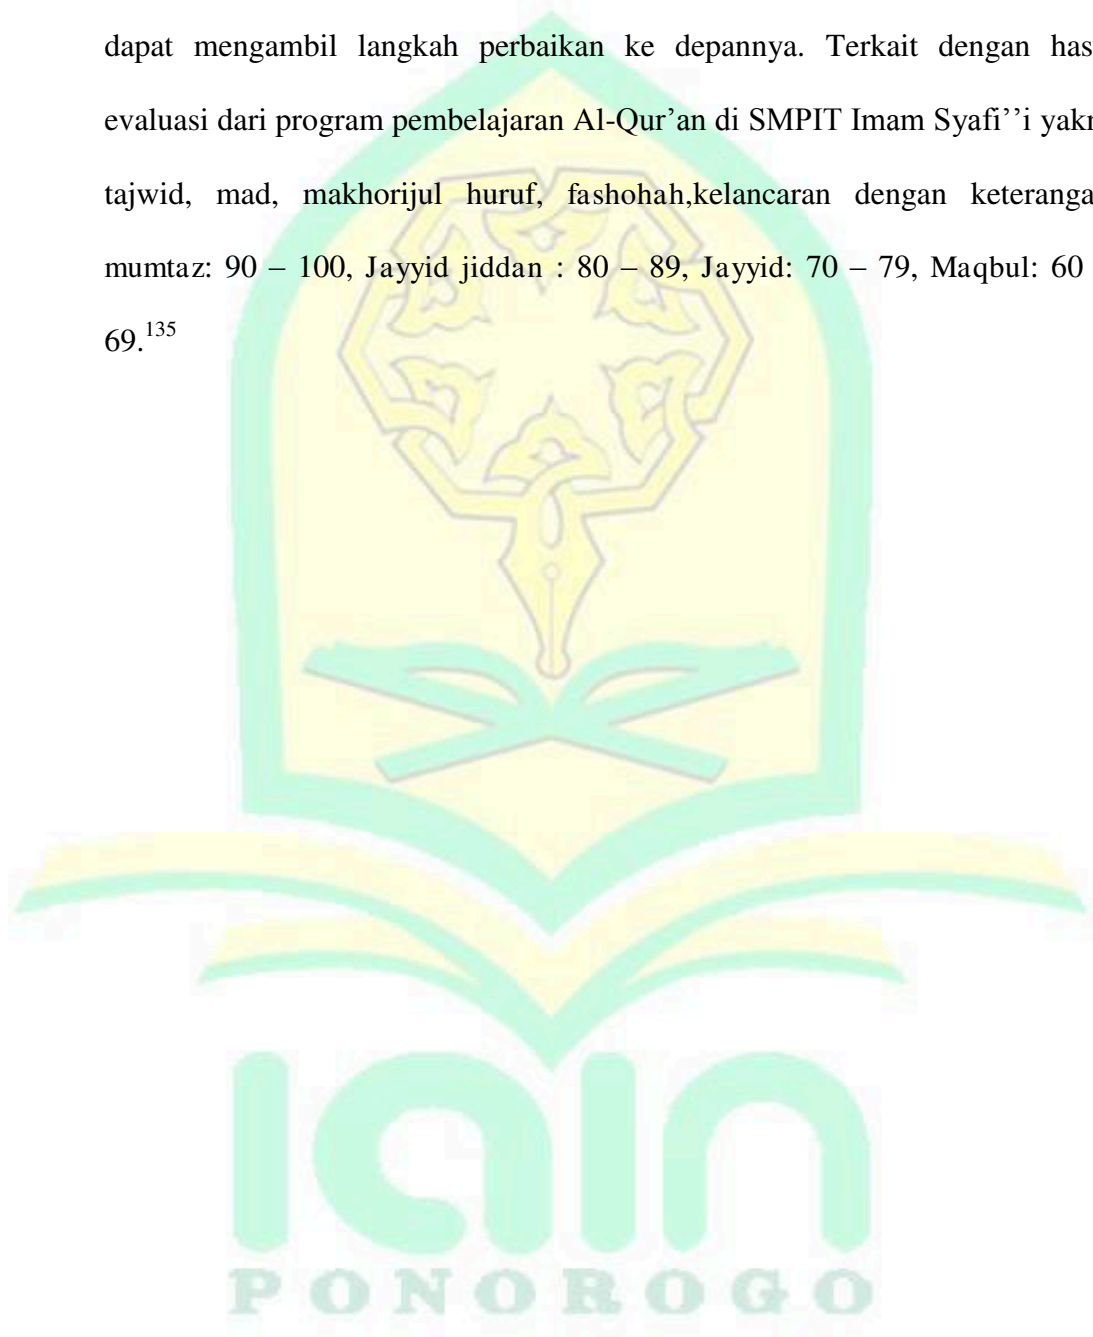 dapat mengambil langkah perbaikan ke depannya. Terkait dengan has
evaluasi dari program pembelajaran Al-Qur’an di SMPIT Imam Syafi’’i yakn
tajwid, mad, makhorijul huruf, fashohah,kelancaran dengan keteranga
mumtaz: 90 – 100, Jayyid jiddan : 80 – 89, Jayyid: 70 – 79, Maqbul: 60
69.135
iain
PONOROGO